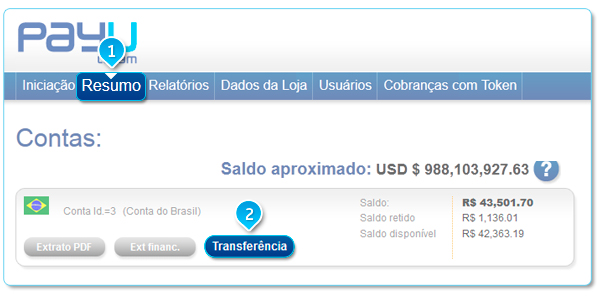 payu
1
Iniciação Resumo Relatórios Dados da Loja Usuários Cobranças com Token
Contas:
Saldo aproximado: USD $ 988,103,927.63 ?
Conta Id.=3 (Conta do Brasil)
2
Extrato PDF Ext financ. Transferência
Saldo: R$ 43,501.70
Saldo retido R$ 1,136.01
Saldo disponível R$ 42,363.19